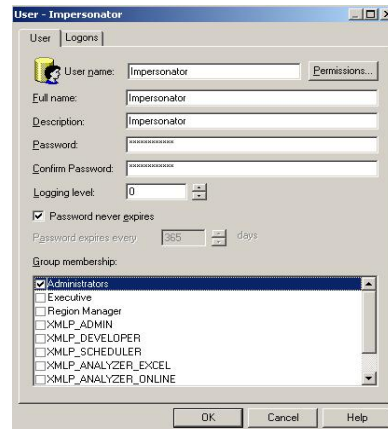 User - Impersonator
User Logons
User name: Impersonator Permissions...
Full name: Impersonator
Description: Impersonator
Password: ************
Confirm Password: ************
Logging level: 0
Password never expires
Password expires every 365 days
Group membership:
Administrators
Executive
Region Manager
XMLP_ADMIN
XMLP_DEVELOPER
XMLP_SCHEDULER
XMLP_ANALYZER_EXCEL
XMLP_ANALYZER_ONLINE
OK Cancel Help